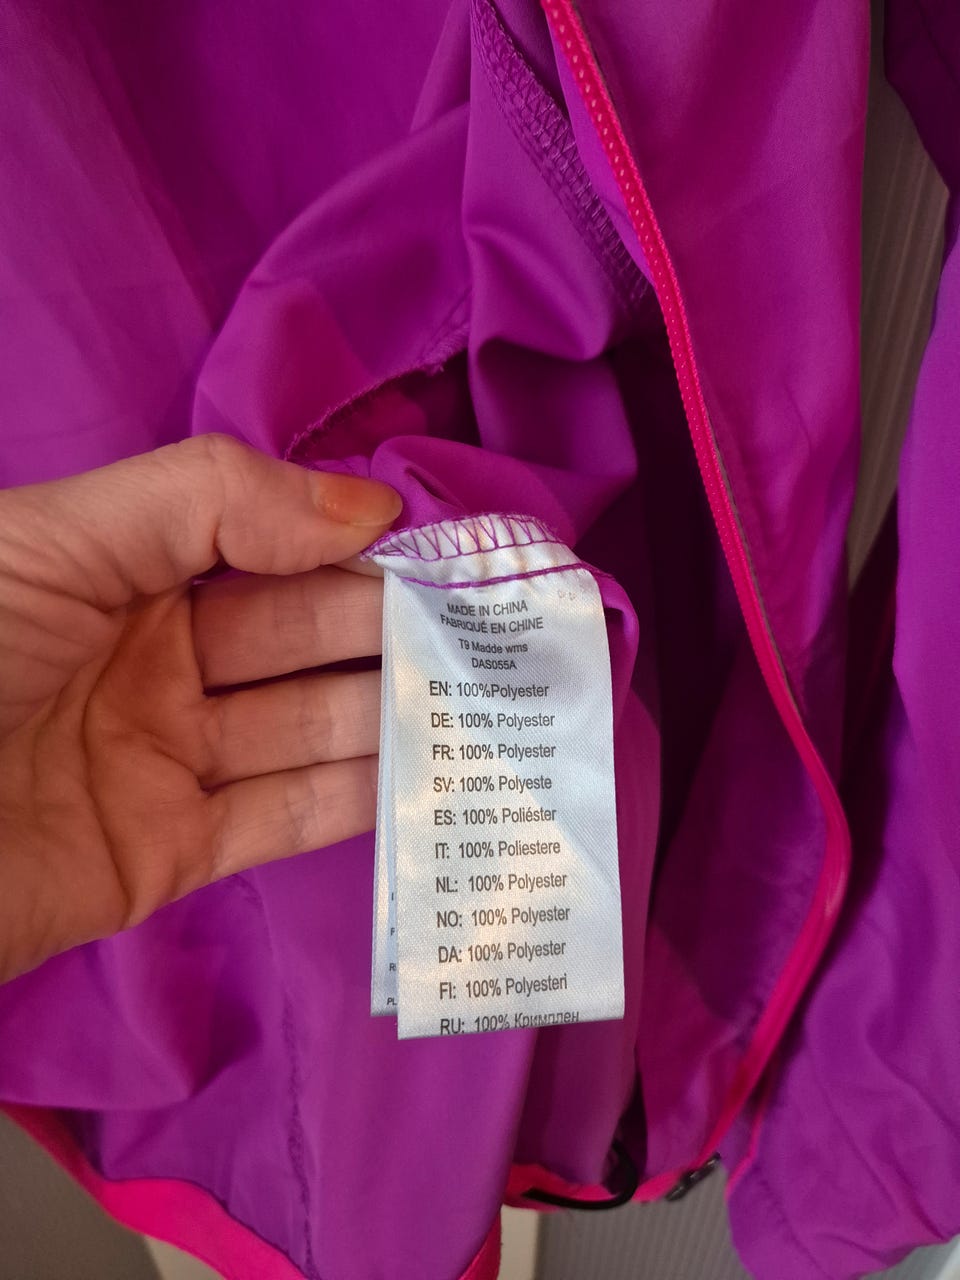 MADE IN CHINA
FABRIQUÉ EN CHINE
T9 Madde wms
DAS055A
EN: 100%Polyester
DE: 100% Polyester
FR: 100% Polyester
SV: 100% Polyeste
ES: 100% Poliéster
IT: 100% Poliestere
NL: 100% Polyester
NO: 100% Polyester
DA: 100% Polyester
FI: 100% Polyesteri
RU: 100% Кримплен
PL